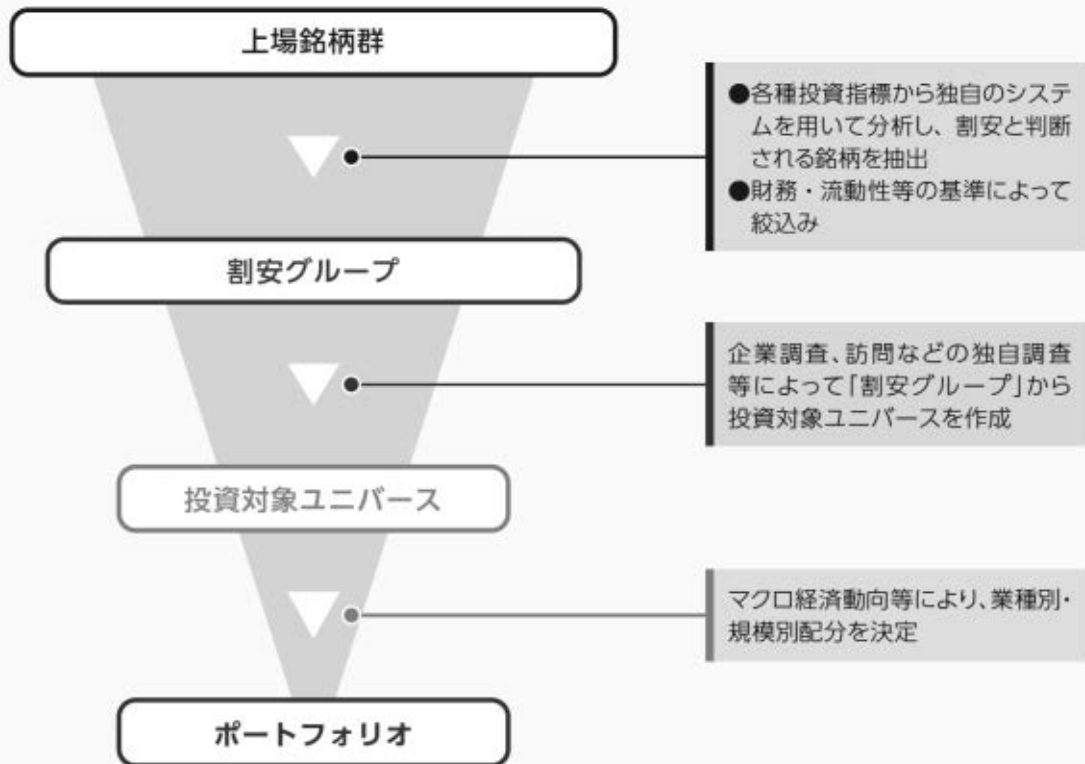 上場銘柄群
●各種投資指標から独自のシステ
ムを用いて分析し、割安と判断
される銘柄を抽出
●財務・流動性等の基準によって
絞込み
割安グループ
企業調査、訪問などの独自調査
等によって「割安グループ」から
投資対象ユニバースを作成
投資対象ユニバース
マクロ経済動向等により、業種別・
規模別配分を決定
ポートフォリオ